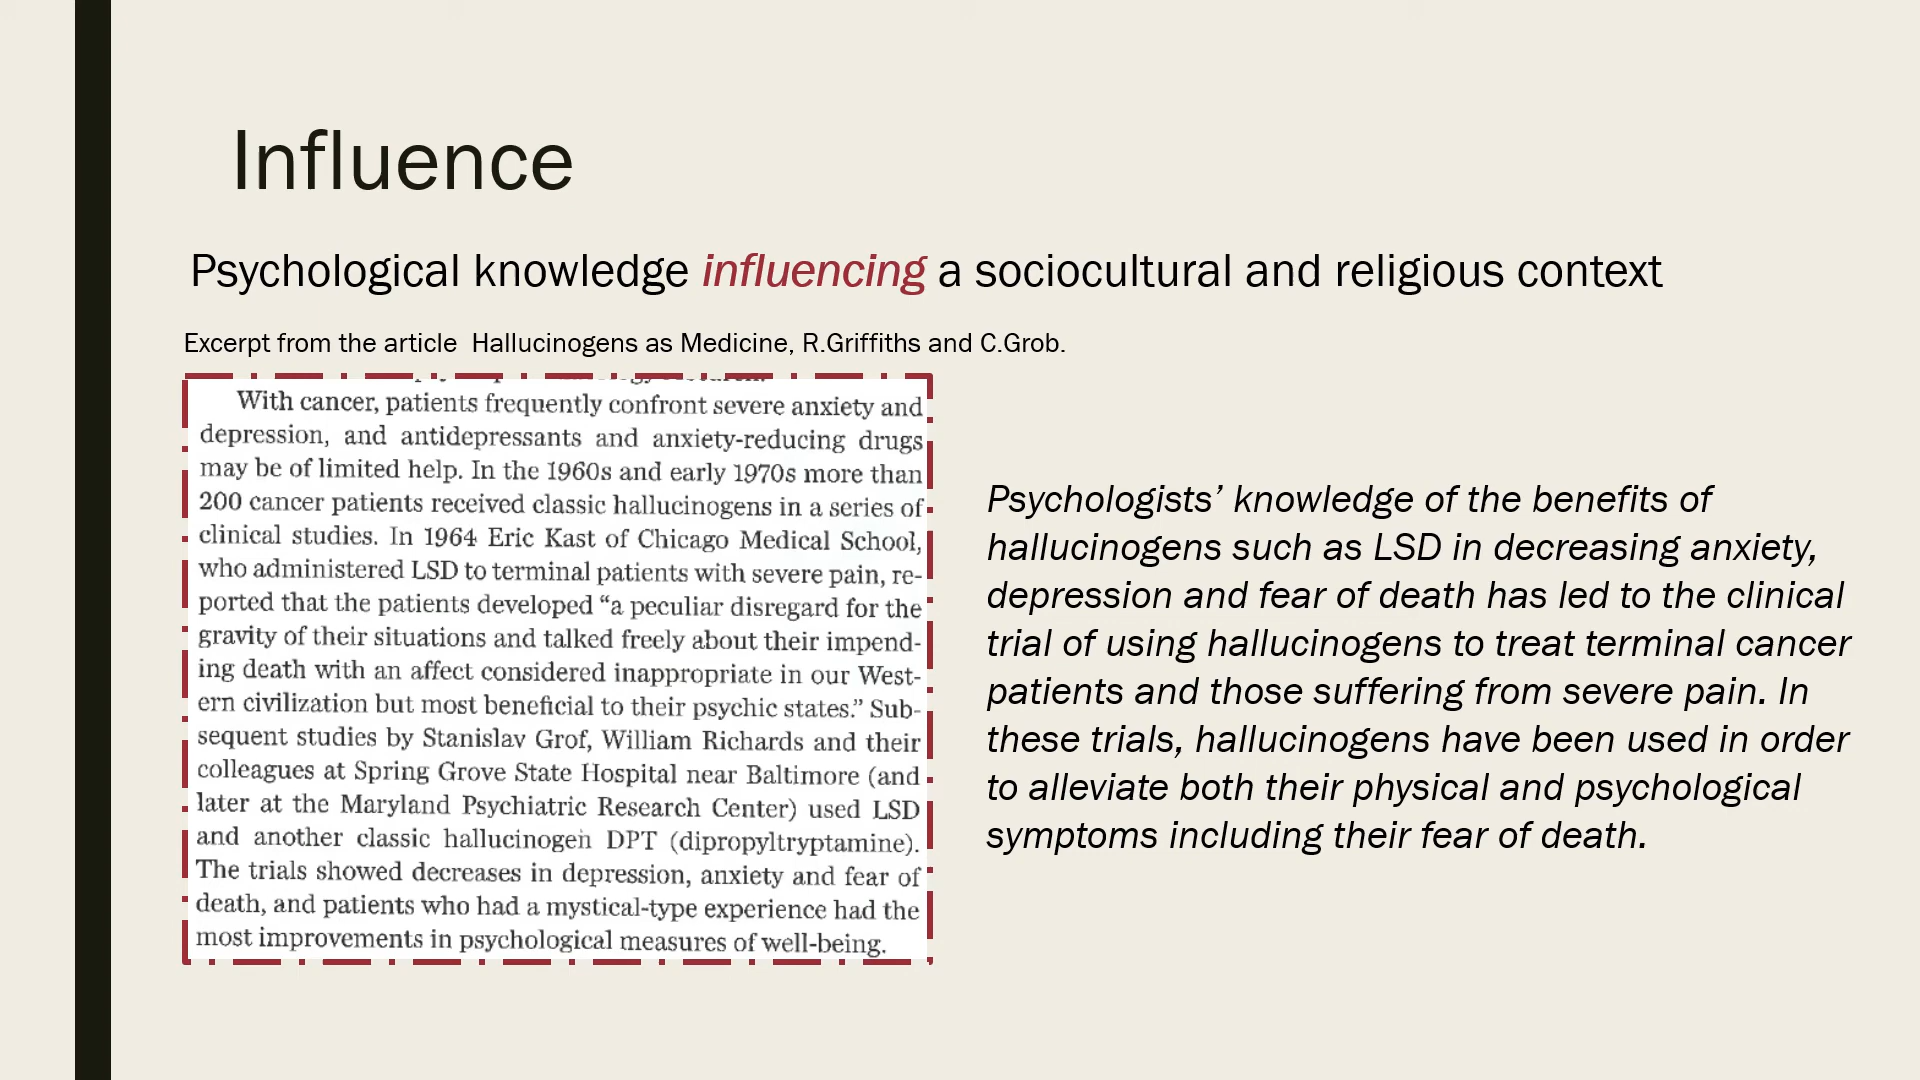 Influence
Psychological knowledge influencing a sociocultural and religious context
Excerpt from the article  Hallucinogens as Medicine, R.Griffiths and C.Grob.
With cancer, patients frequently confront severe anxiety and
depression, and antidepressants and anxiety-reducing drugs
may be of limited help. In the 1960s and early 1970s more than
200 cancer patients received classic hallucinogens in a series of
clinical studies. In 1964 Eric Kast of Chicago Medical School,
who administered LSD to terminal patients with severe pain, re-
ported that the patients developed “a peculiar disregard for the
gravity of their situations and talked freely about their impend-
ing death with an affect considered inappropriate in our West-
ern civilization but most beneficial to their psychic states.” Sub-
sequent studies by Stanislav Grof, William Richards and their
colleagues at Spring Grove State Hospital near Baltimore (and
later at the Maryland Psychiatric Research Center) used LSD
and another classic hallucinogen DPT (dipropyltryptamine).
The trials showed decreases in depression, anxiety and fear of
death, and patients who had a mystical-type experience had the
most improvements in psychological measures of well-being.
Psychologists’ knowledge of the benefits of
hallucinogens such as LSD in decreasing anxiety,
depression and fear of death has led to the clinical
trial of using hallucinogens to treat terminal cancer
patients and those suffering from severe pain. In
these trials, hallucinogens have been used in order
to alleviate both their physical and psychological
symptoms including their fear of death.